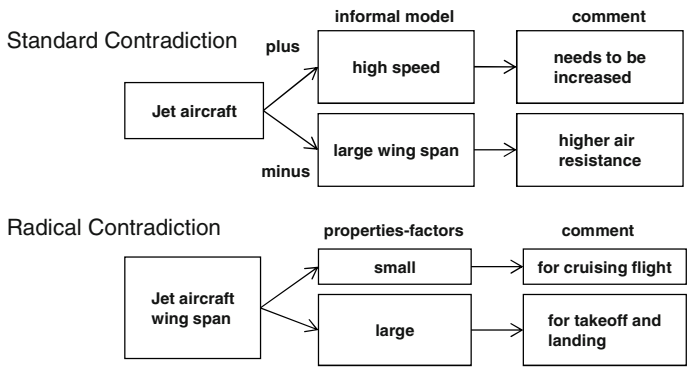 informal model
comment
Standard Contradiction
plus
high speed
needs to be
increased
Jet aircraft
large wing span
higher air
resistance
minus
Radical Contradiction
properties-factors
comment
small
for cruising flight
Jet aircraft
wing span
large
for takeoff and
landing